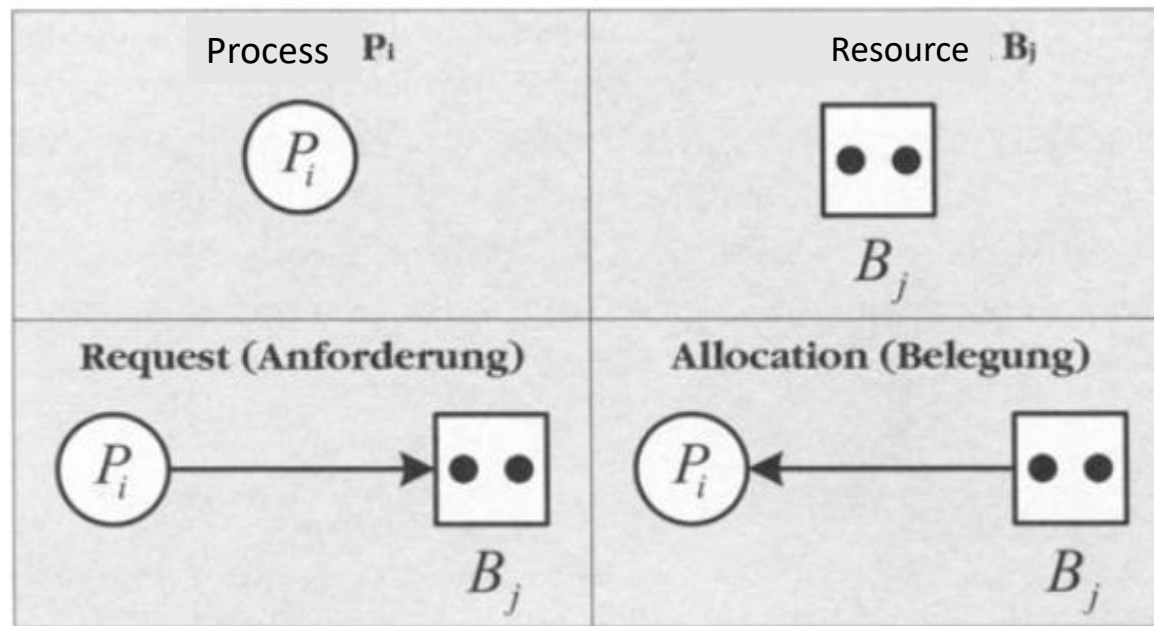 Process Pi
Resource Bj
Pi
Bj
Request (Anforderung)
Allocation (Belegung)
Pi
Bj
Pi
Bj